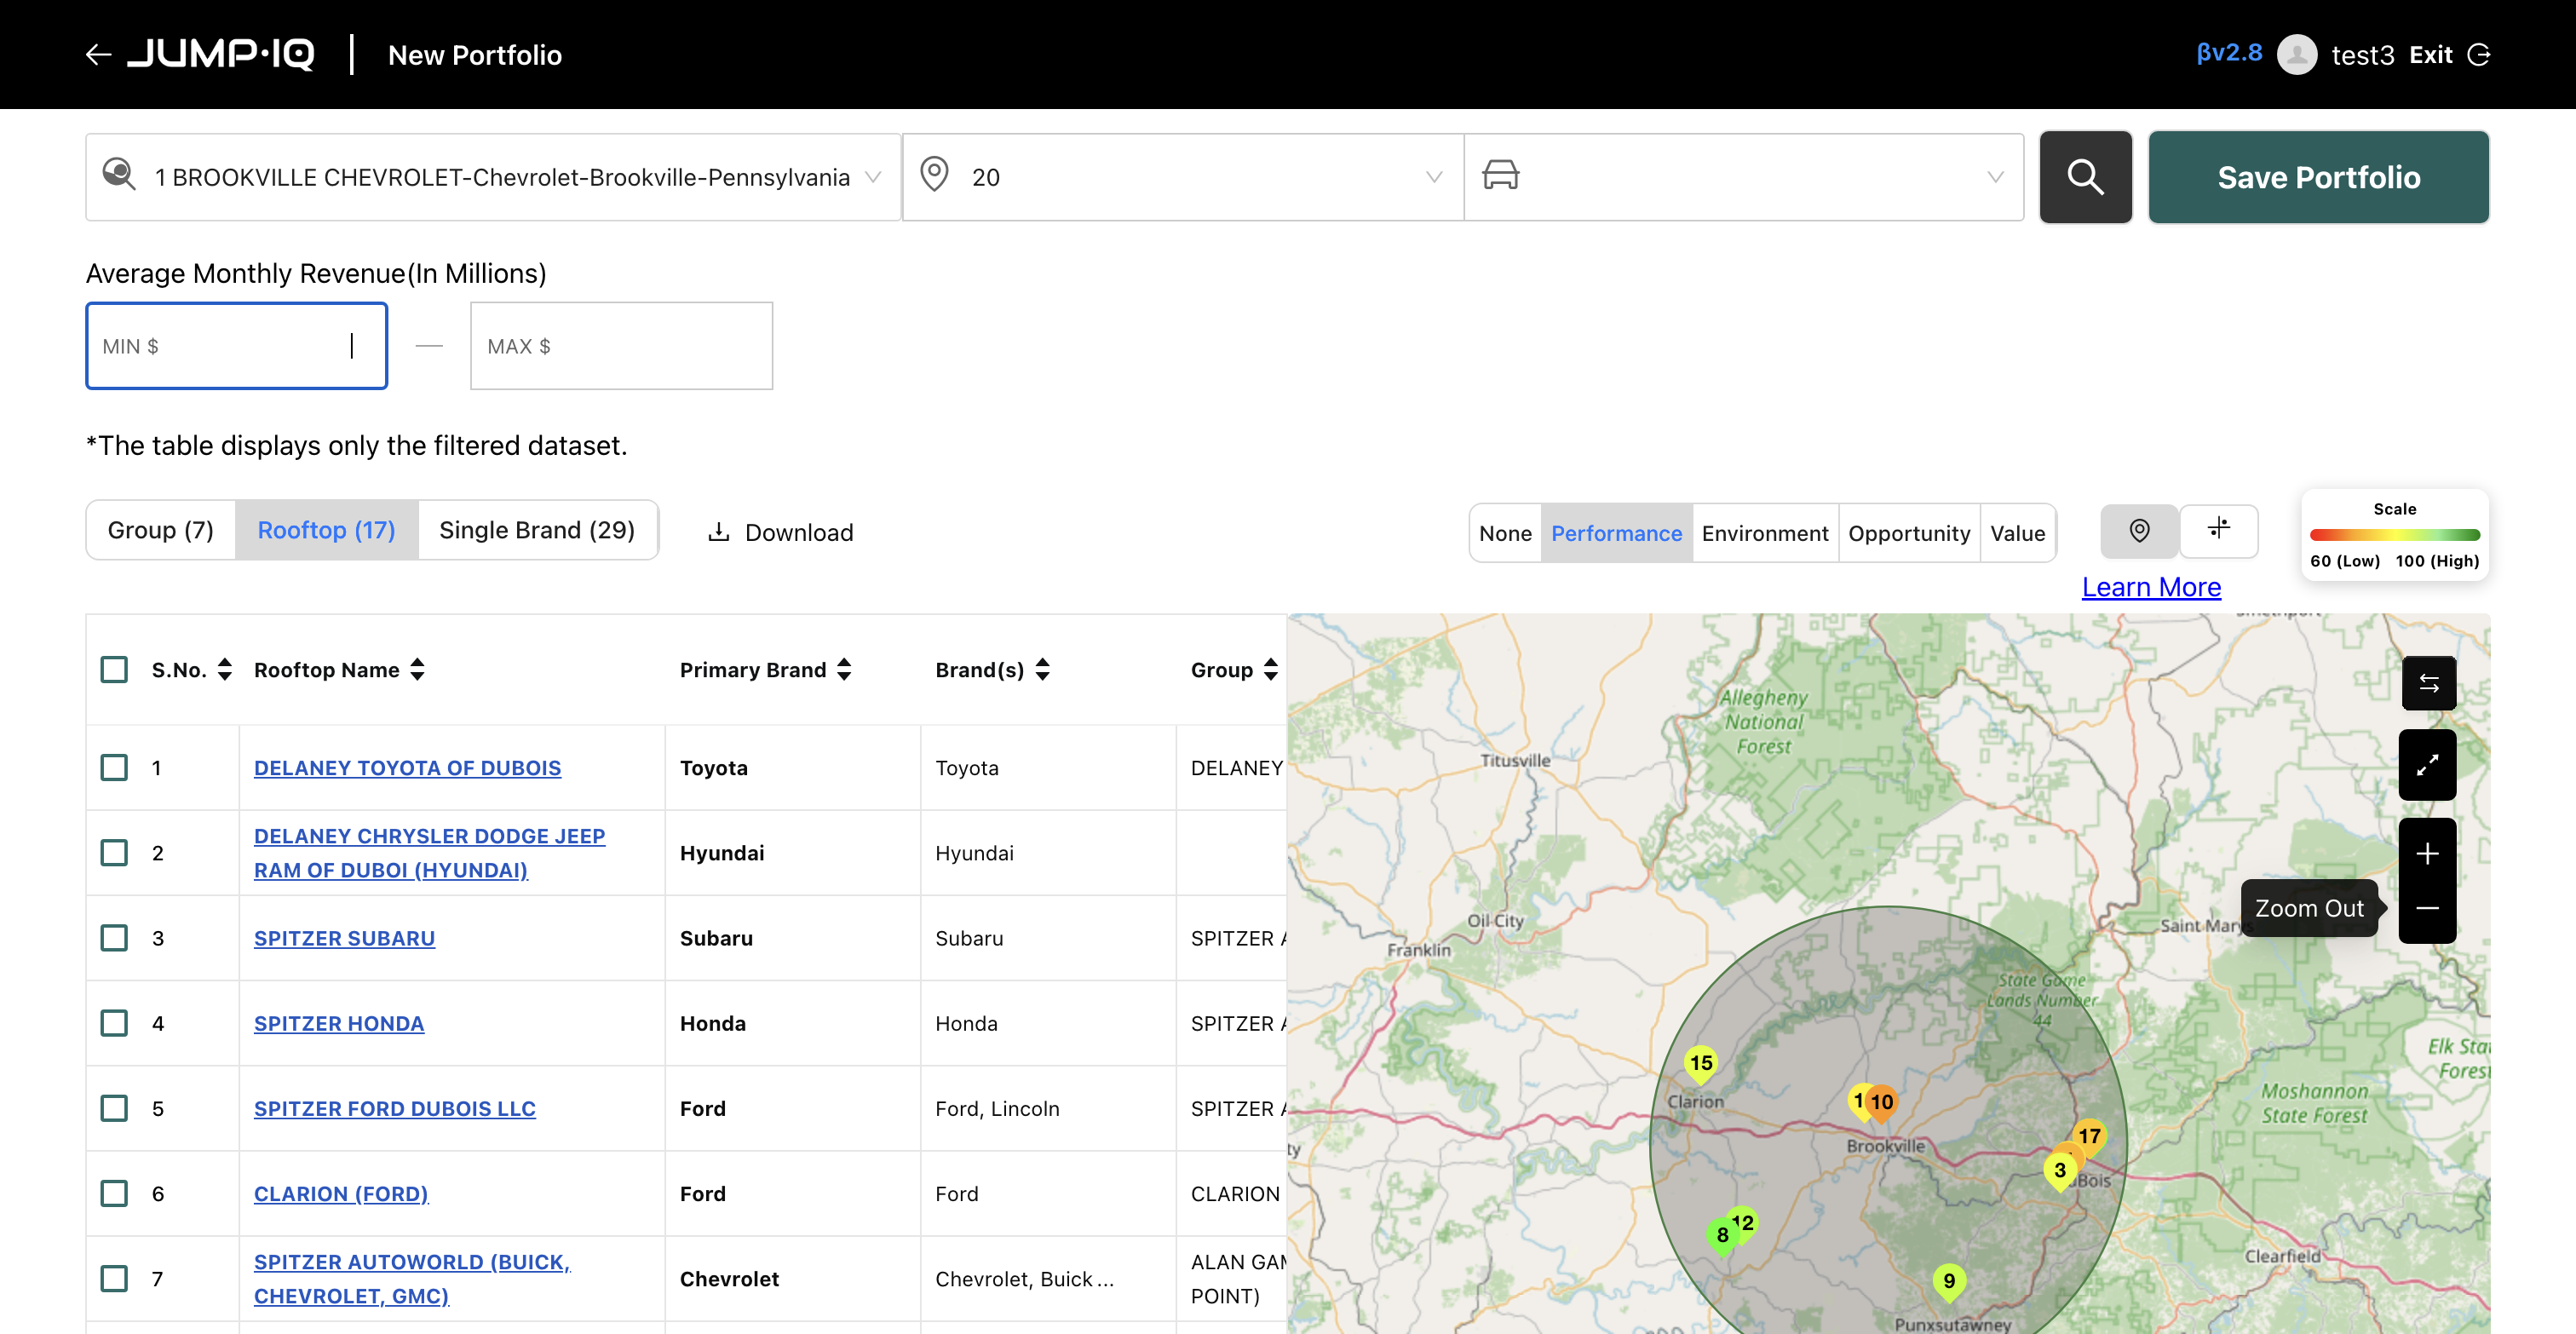 JUMP·IQ
New Portfolio
βv2.8
test3
Exit
1 BROOKVILLE CHEVROLET-Chevrolet-Brookville-Pennsylvania
20
Save Portfolio
Average Monthly Revenue(In Millions)
MIN $
—
MAX $
*The table displays only the filtered dataset.
Group (7)
Rooftop (17)
Single Brand (29)
Download
None
Performance
Environment
Opportunity
Value
Learn More
Scale
60 (Low)
100 (High)
S.No.
Rooftop Name
Primary Brand
Brand(s)
Group
1
DELANEY TOYOTA OF DUBOIS
Toyota
Toyota
DELANEY
2
DELANEY CHRYSLER DODGE JEEP
RAM OF DUBOI (HYUNDAI)
Hyundai
Hyundai
3
SPITZER SUBARU
Subaru
Subaru
SPITZER A
4
SPITZER HONDA
Honda
Honda
SPITZER A
5
SPITZER FORD DUBOIS LLC
Ford
Ford, Lincoln
SPITZER A
6
CLARION (FORD)
Ford
Ford
CLARION
7
SPITZER AUTOWORLD (BUICK,
CHEVROLET, GMC)
Chevrolet
Chevrolet, Buick ...
ALAN GAM
POINT)
Allegheny
National
Forest
Titusville
Oil City
Franklin
Saint Marys
Zoom Out
State Game
Lands Number
44
Elk Stat
Forest
Moshannon
State Forest
15
Clarion
1
10
Brookville
17
3
uBois
12
8
9
Clearfield
Punxsutawney